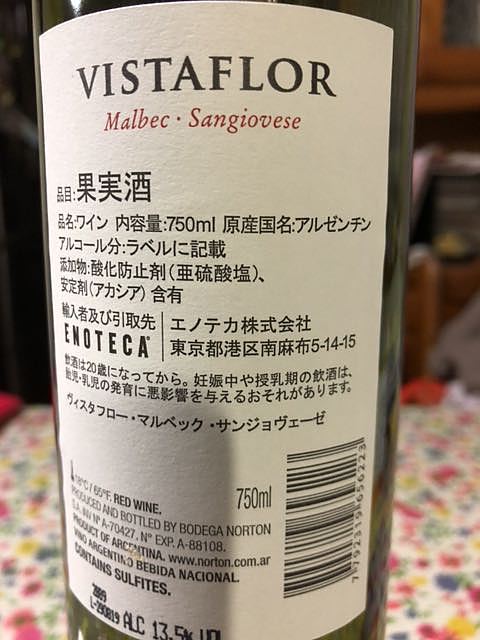 VISTAFLOR
Malbec · Sangiovese
品目:果実酒
品名:ワイン 内容量:750ml 原産国名:アルゼンチン
アルコール分:ラベルに記載
添加物:酸化防止剤(亜硫酸塩)、
安定剤(アカシア)含有
輸入者及び引取先
ENOTECA
エノテカ株式会社
東京都港区南麻布5-14-15
飲酒は20歳になってから。妊娠中や授乳期の飲酒は、
胎児・乳児の発育に悪影響を与えるおそれがあります。
ヴィスタフロー・マルベック・サンジョヴェーゼ
18°C / 65°F. RED WINE.
750ml
PRODUCED AND BOTTLED BY BODEGA NORTON
S.A. INV N° A-70427. N° EXP. A-88108.
PRODUCT OF ARGENTINA. www.norton.com.ar
VINO ARGENTINO BEBIDA NACIONAL.
CONTAINS SULFITES.
7 792319 656223
L-290819 ALC 13.5% VOL